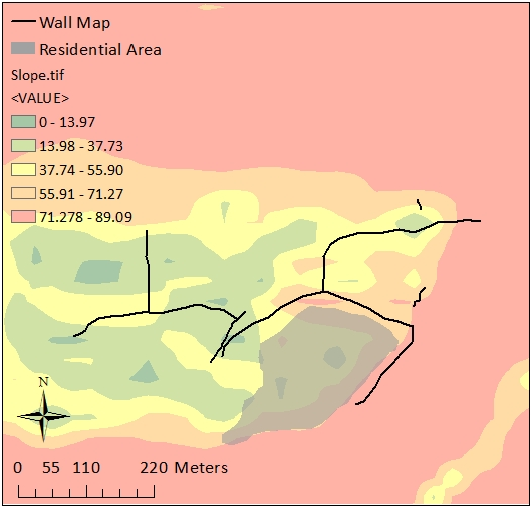 Wall Map
Residential Area
Slope.tif
<VALUE>
0 - 13.97
13.98 - 37.73
37.74 - 55.90
55.91 - 71.27
71.278 - 89.09
N
0 55 110 220 Meters